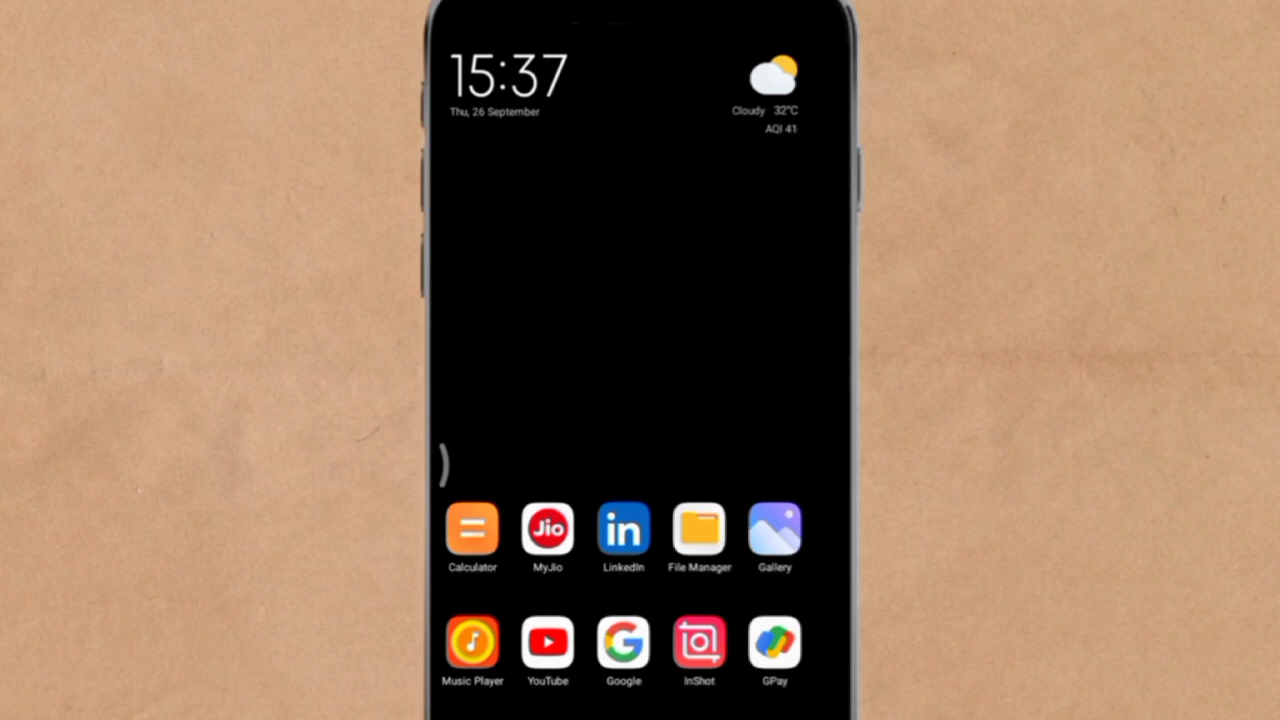 15:37
Thu, 26 September
Cloudy 32°C
AQI 41
Jio
in
Calculator MyJio LinkedIn File Manager Gallery
G
Music Player YouTube Google InShot GPay